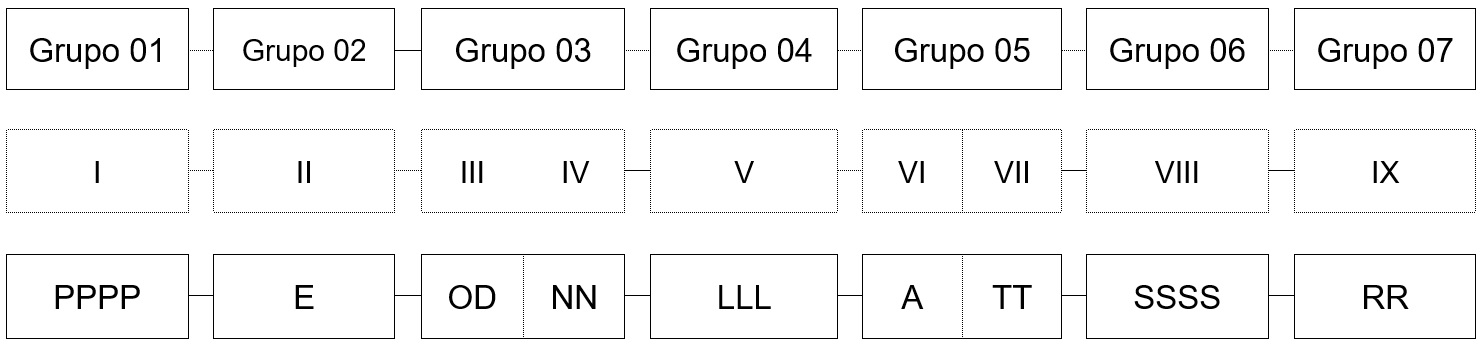 Grupo 01 Grupo 02 Grupo 03 Grupo 04 Grupo 05 Grupo 06 Grupo 07
I II III IV V VI VII VIII IX
PPPP E OD NN LLL A TT SSSS RR